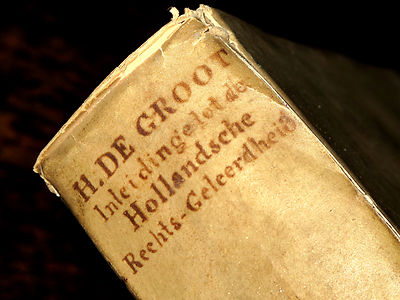 H. DE GROOT
Inleidinge tot de
Hollandsche
Rechts-Geleerdheid